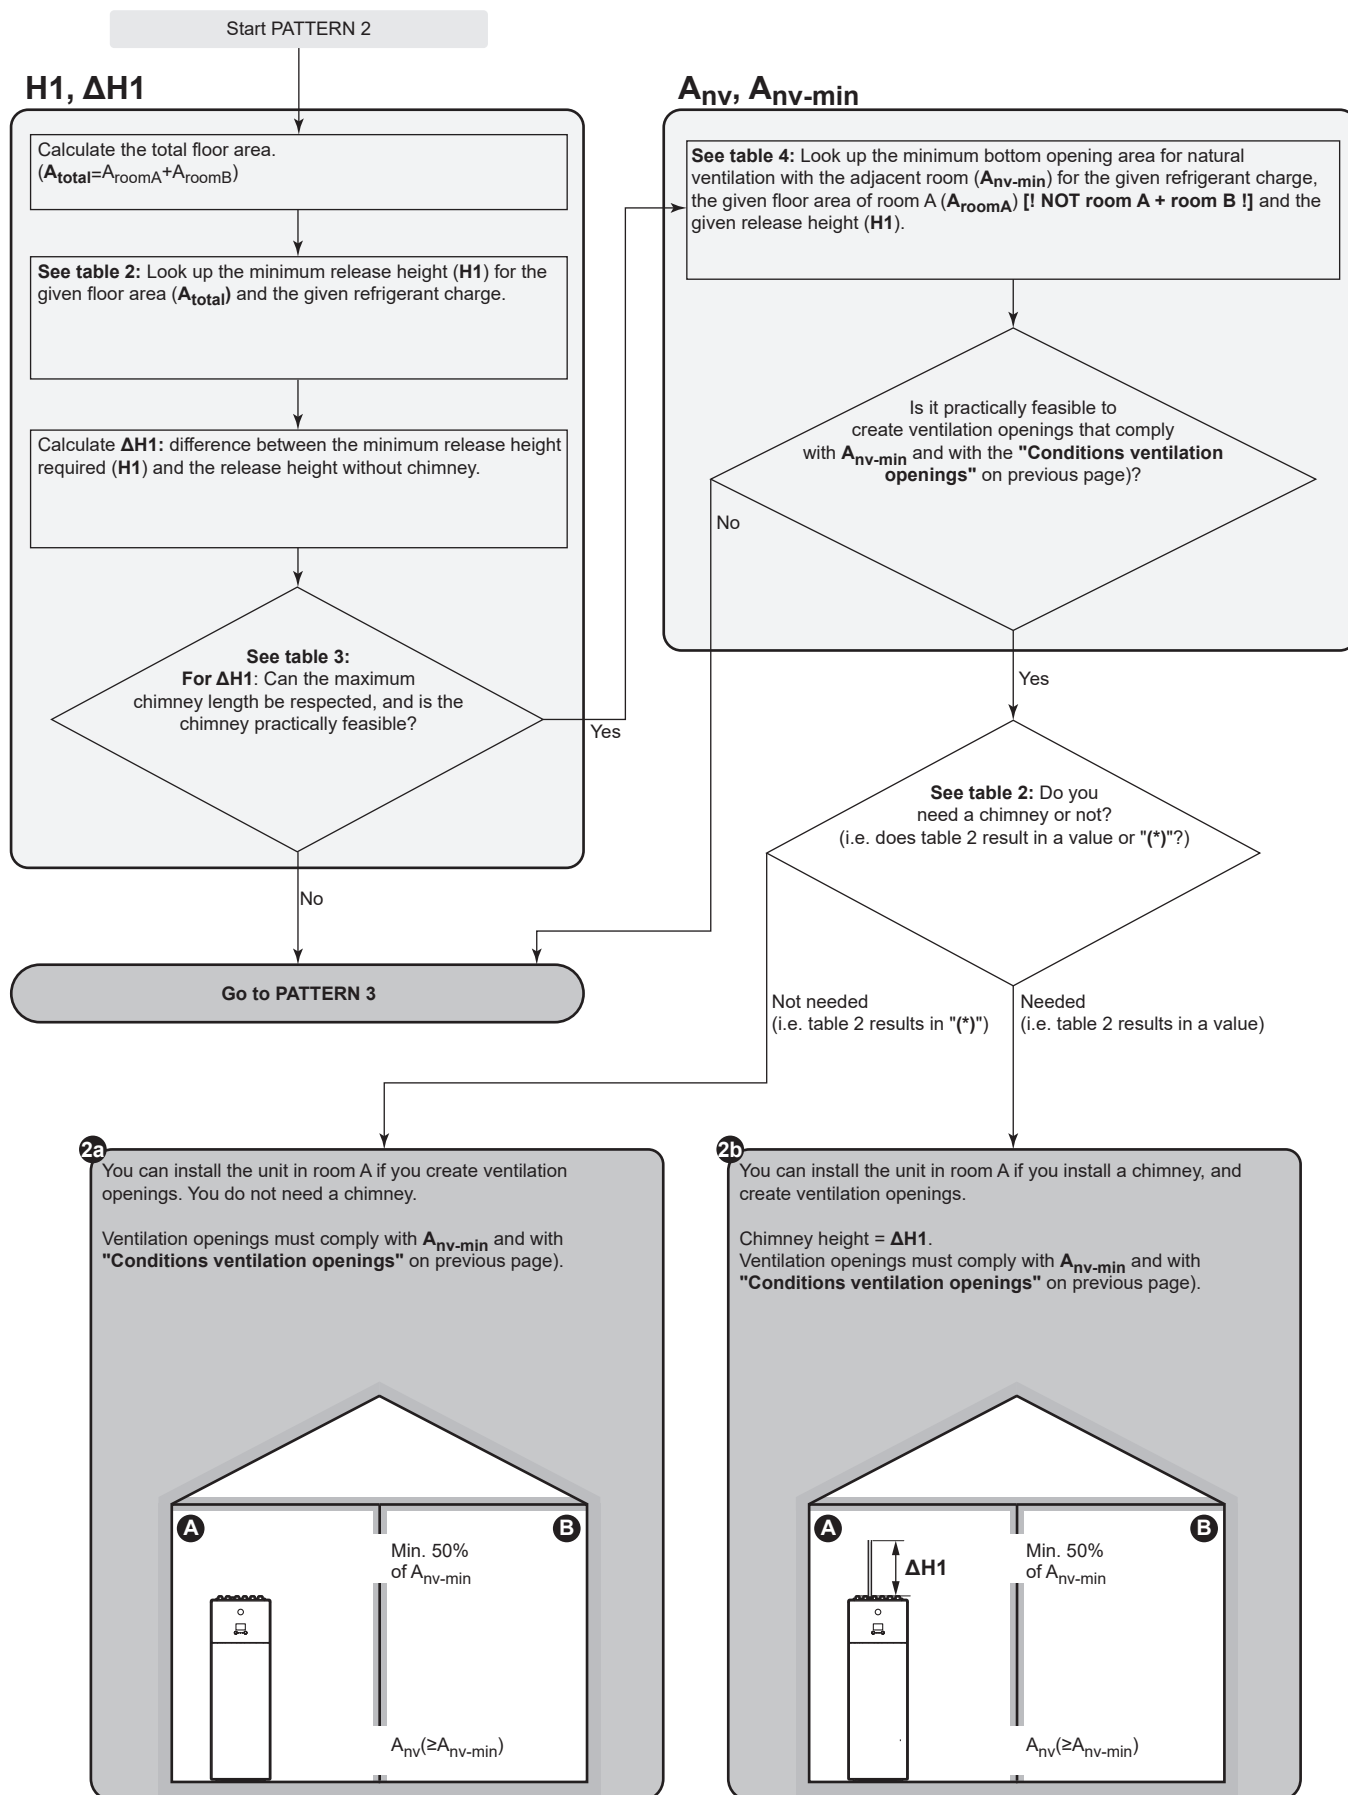 Start PATTERN 2
H1, ΔH1
Calculate the total floor area.
(Atotal=AroomA+AroomB)
See table 2: Look up the minimum release height (H1) for the
given floor area (Atotal) and the given refrigerant charge.
Calculate ΔH1: difference between the minimum release height
required (H1) and the release height without chimney.
See table 3:
For ΔH1: Can the maximum
chimney length be respected, and is the
chimney practically feasible?
Yes
No
Go to PATTERN 3
Anv, Anv-min
See table 4: Look up the minimum bottom opening area for natural
ventilation with the adjacent room (Anv-min) for the given refrigerant charge,
the given floor area of room A (AroomA) [! NOT room A + room B !] and the
given release height (H1).
Is it practically feasible to
create ventilation openings that comply
with Anv-min and with the "Conditions ventilation
openings" on previous page)?
No
Yes
See table 2: Do you
need a chimney or not?
(i.e. does table 2 result in a value or "(*)"?)
Not needed
(i.e. table 2 results in "(*)")
Needed
(i.e. table 2 results in a value)
2a
You can install the unit in room A if you create ventilation
openings. You do not need a chimney.
Ventilation openings must comply with Anv-min and with
"Conditions ventilation openings" on previous page).
A
B
Min. 50%
of Anv-min
Anv(≥Anv-min)
2b
You can install the unit in room A if you install a chimney, and
create ventilation openings.
Chimney height = ΔH1.
Ventilation openings must comply with Anv-min and with
"Conditions ventilation openings" on previous page).
A
B
ΔH1
Min. 50%
of Anv-min
Anv(≥Anv-min)